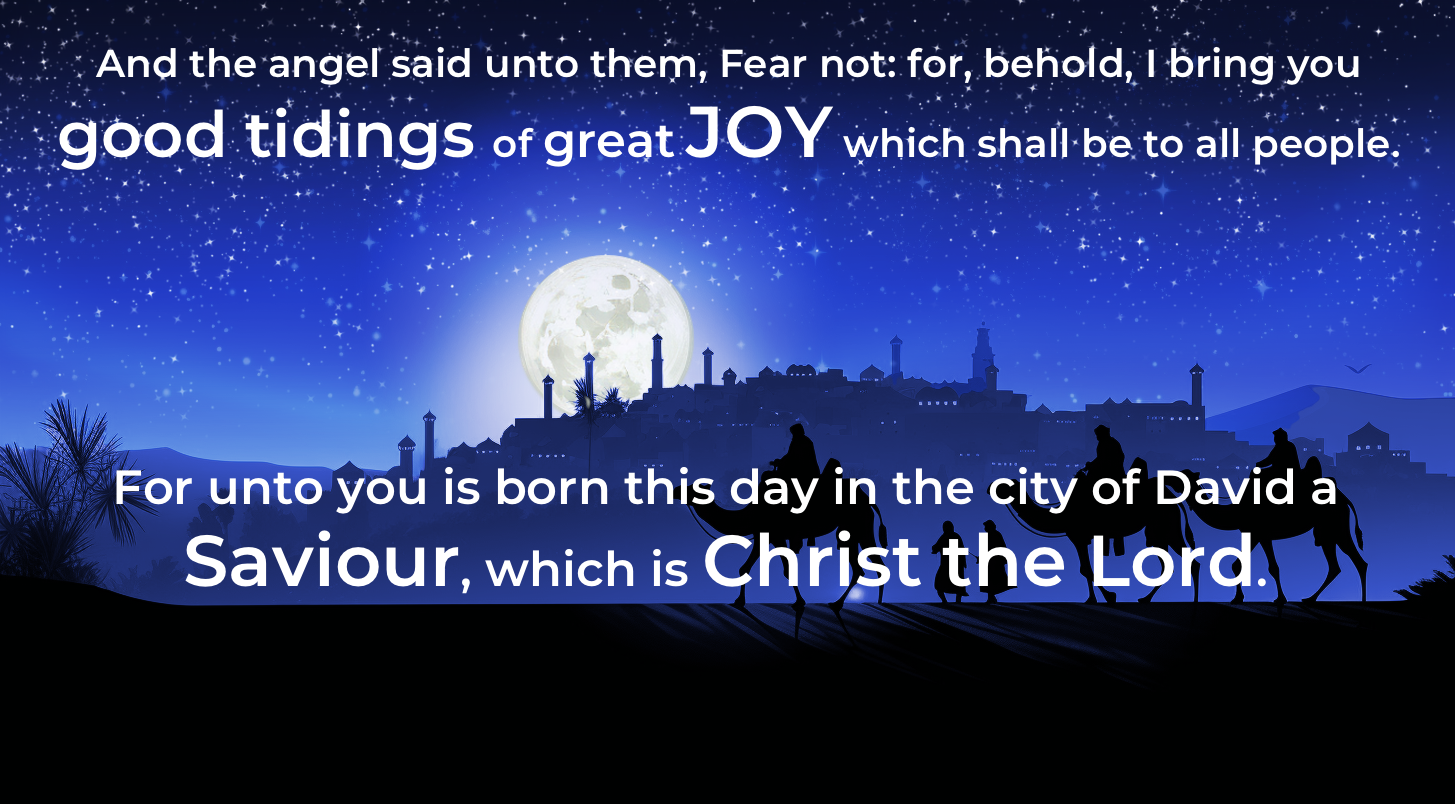 And the angel said unto them, Fear not: for, behold, I bring you
good tidings of great JOY which shall be to all people.
For unto you is born this day in the city of David a
Saviour, which is Christ the Lord.